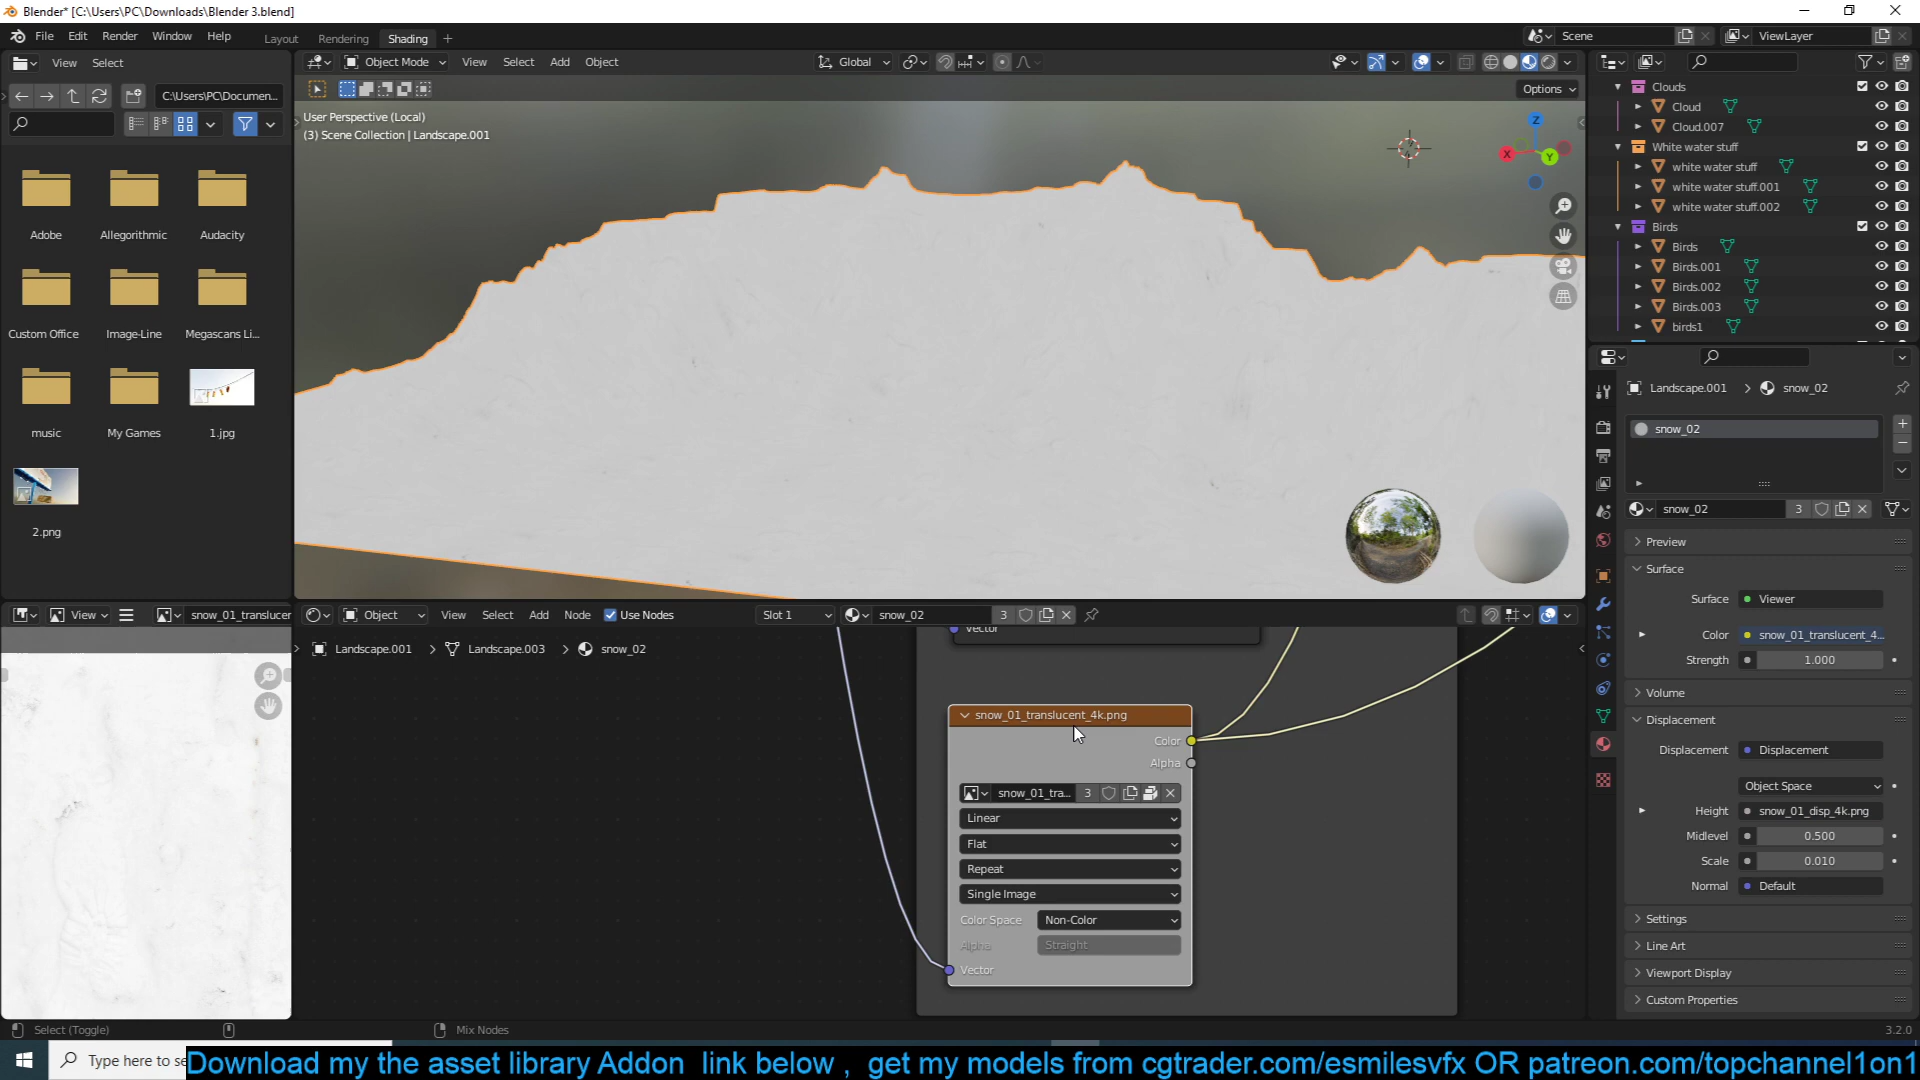 Blender* [C:\Users\PC\Downloads\Blender 3.blend]
File Edit Render Window Help Layout Rendering Shading +
Scene
ViewLayer
View Select
C:\Users\PC\Documen...
Adobe Allegorithmic Audacity
Custom Office Image-Line Megascans Li...
music My Games 1.jpg
2.png
Object Mode View Select Add Object Global
Options
User Perspective (Local)
(3) Scene Collection | Landscape.001
Z
X Y
Clouds
Cloud
Cloud.007
White water stuff
white water stuff
white water stuff.001
white water stuff.002
Birds
Birds
Birds.001
Birds.002
Birds.003
birds1
Landscape.001 > snow_02
snow_02
snow_02 3
Preview
Surface
Surface Viewer
Color snow_01_translucent_4...
Strength 1.000
Volume
Displacement
Displacement Displacement
Object Space
Height snow_01_disp_4k.png
Midlevel 0.500
Scale 0.010
Normal Default
Settings
Line Art
Viewport Display
Custom Properties
View snow_01_translucer
Object View Select Add Node Use Nodes Slot 1 snow_02 3
Landscape.001 > Landscape.003 > snow_02
Vector
snow_01_translucent_4k.png
Color
Alpha
snow_01_tra... 3
Linear
Flat
Repeat
Single Image
Color Space Non-Color
Alpha Straight
Vector
Select (Toggle) Mix Nodes 3.2.0
Type here to se
Download my the asset library Addon link below , get my models from cgtrader.com/esmilesvfx OR patreon.com/topchannel1on1